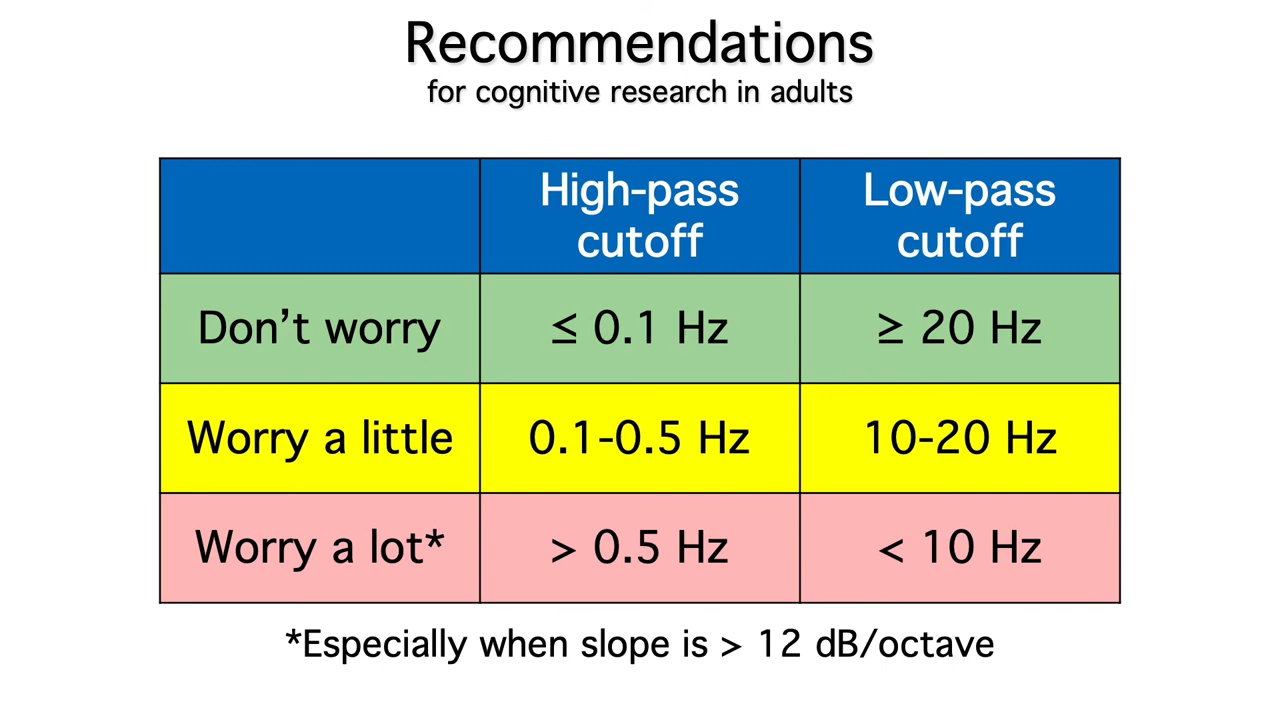 Recommendations
for cognitive research in adults
High-pass cutoff
Low-pass cutoff
Don’t worry
≤ 0.1 Hz
≥ 20 Hz
Worry a little
0.1-0.5 Hz
10-20 Hz
Worry a lot*
> 0.5 Hz
< 10 Hz
*Especially when slope is > 12 dB/octave